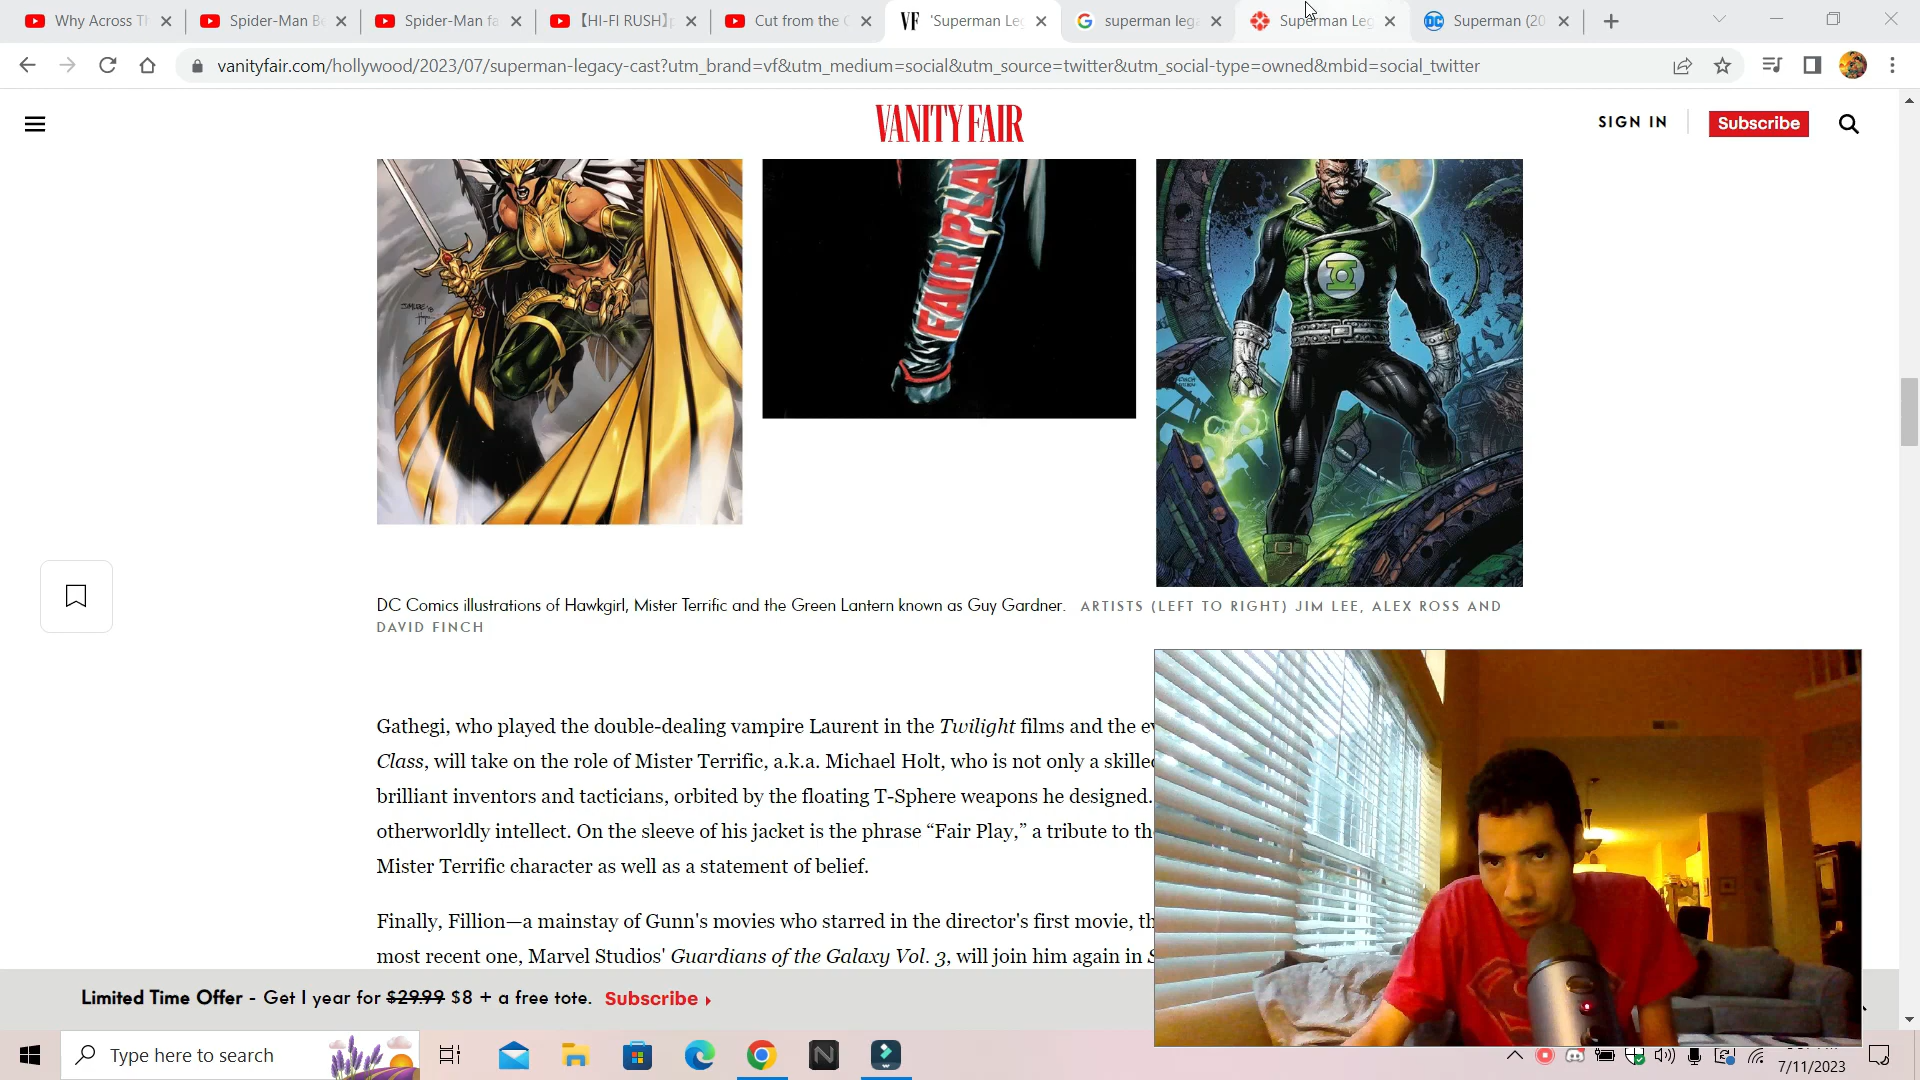 Why Across T
Spider-Man B
Spider-Man fa
【HI-FI RUSH】
Cut from the
VF 'Superman Leg
superman lega
Superman Leg
Superman (20
vanityfair.com/hollywood/2023/07/superman-legacy-cast?utm_brand=vf&utm_medium=social&utm_source=twitter&utm_social-type=owned&mbid=social_twitter
VANITY FAIR
SIGN IN
Subscribe
FAIR PLA
DC Comics illustrations of Hawkgirl, Mister Terrific and the Green Lantern known as Guy Gardner. ARTISTS (LEFT TO RIGHT) JIM LEE, ALEX ROSS AND
DAVID FINCH
Gathegi, who played the double-dealing vampire Laurent in the Twilight films and the ev
Class, will take on the role of Mister Terrific, a.k.a. Michael Holt, who is not only a skilled
brilliant inventors and tacticians, orbited by the floating T-Sphere weapons he designed.
otherworldly intellect. On the sleeve of his jacket is the phrase “Fair Play,” a tribute to th
Mister Terrific character as well as a statement of belief.
Finally, Fillion—a mainstay of Gunn's movies who starred in the director's first movie, th
most recent one, Marvel Studios' Guardians of the Galaxy Vol. 3, will join him again in S
Limited Time Offer - Get 1 year for $29.99 $8 + a free tote. Subscribe
Type here to search
7/11/2023